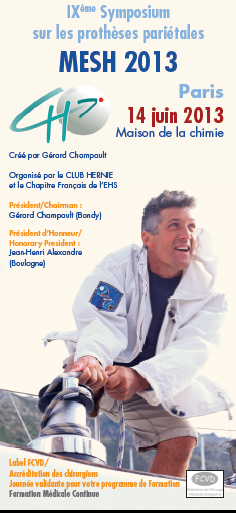 IXème Symposium
sur les prothèses pariétales
MESH 2013
Paris
14 juin 2013
Maison de la chimie
Créé par Gérard Champault
Organisé par le CLUB HERNIE
et le Chapitre Français de l'EHS
Président/Chairman :
Gérard Champault (Bondy)
Président d'Honneur/
Honorary President :
Jean-Henri Alexandre
(Boulogne)
Label FCVD/
Accréditation des chirurgiens
Journée validante pour votre programme de Formation
Formation Médicale Continue
FCVD